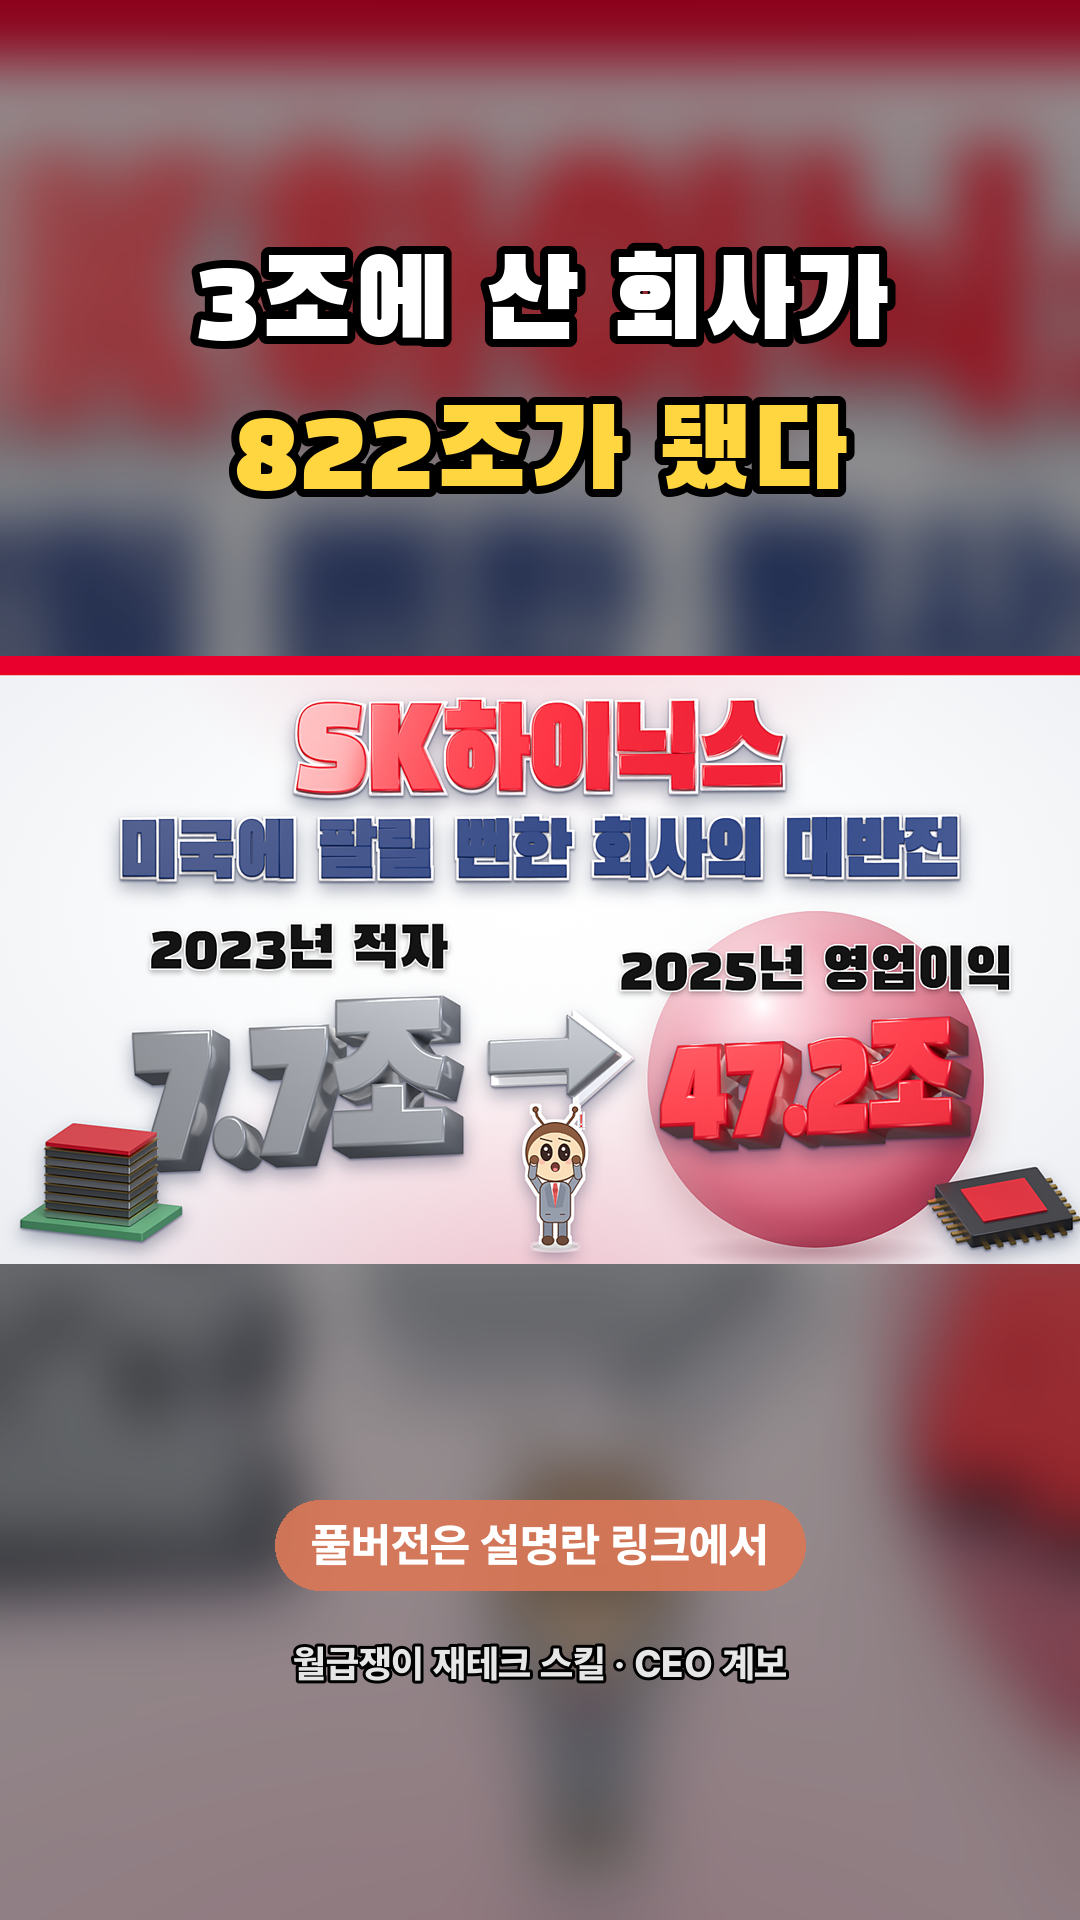 3조에 산 회사가
822조가 됐다
SK하이닉스
미국에 팔릴 뻔한 회사의 대반전
2023년 적자
2025년 영업이익
7.7조
47.2조
풀버전은 설명란 링크에서
월급쟁이 재테크 스킬 · CEO 계보